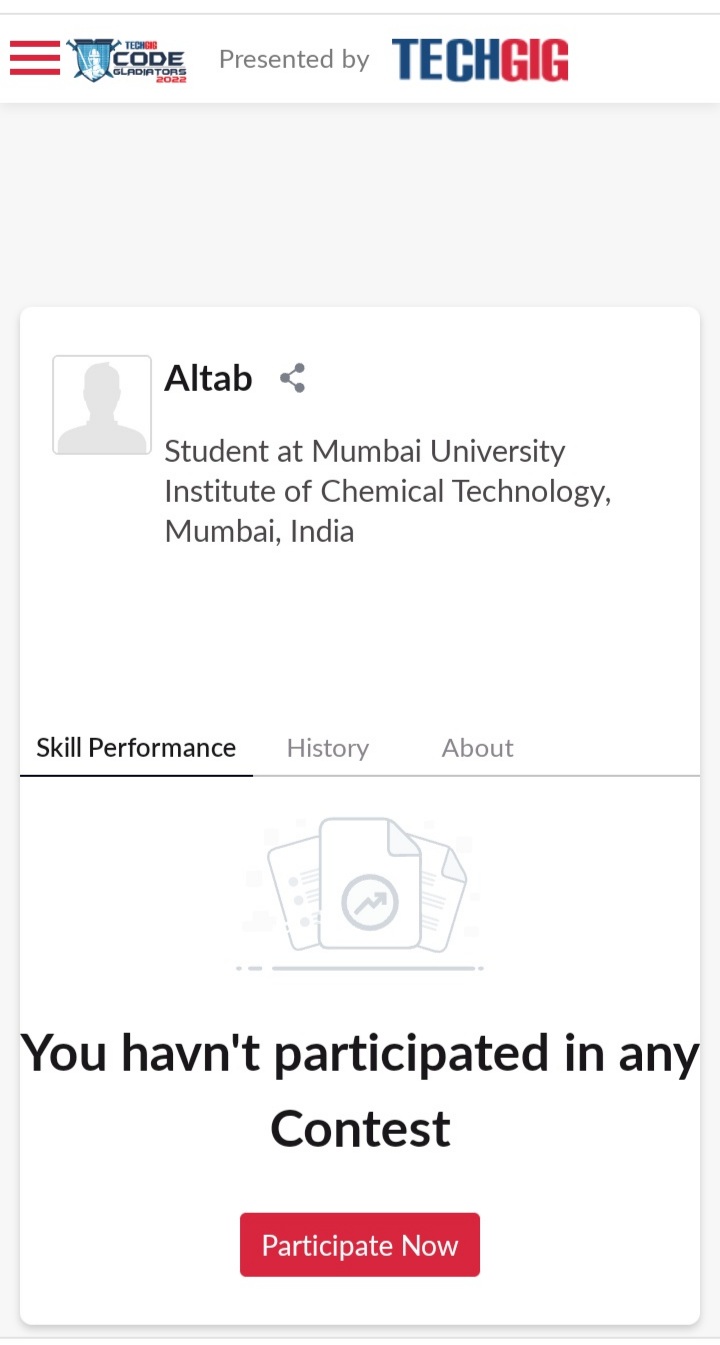 TECHGIG
CODE
GLADIATORS
2022
Presented by
TECHGIG
Altab
Student at Mumbai University
Institute of Chemical Technology,
Mumbai, India
Skill Performance
History
About
You havn't participated in any
Contest
Participate Now